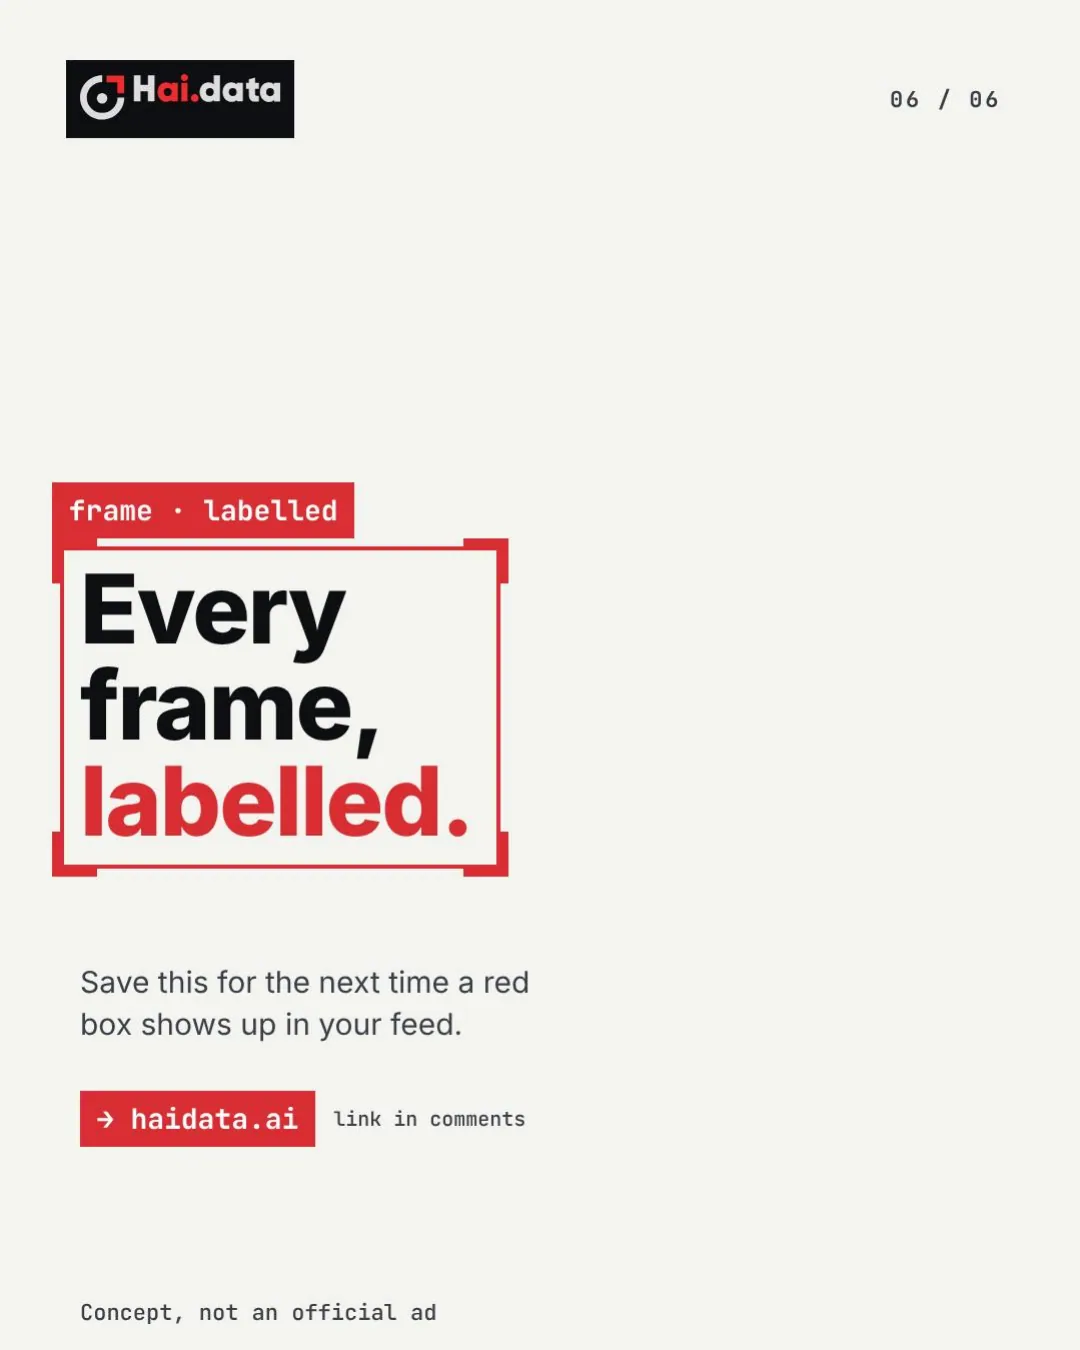 Hai.data
06 / 06
frame · labelled
Every
frame,
labelled.
Save this for the next time a red
box shows up in your feed.
→ haidata.ai link in comments
Concept, not an official ad